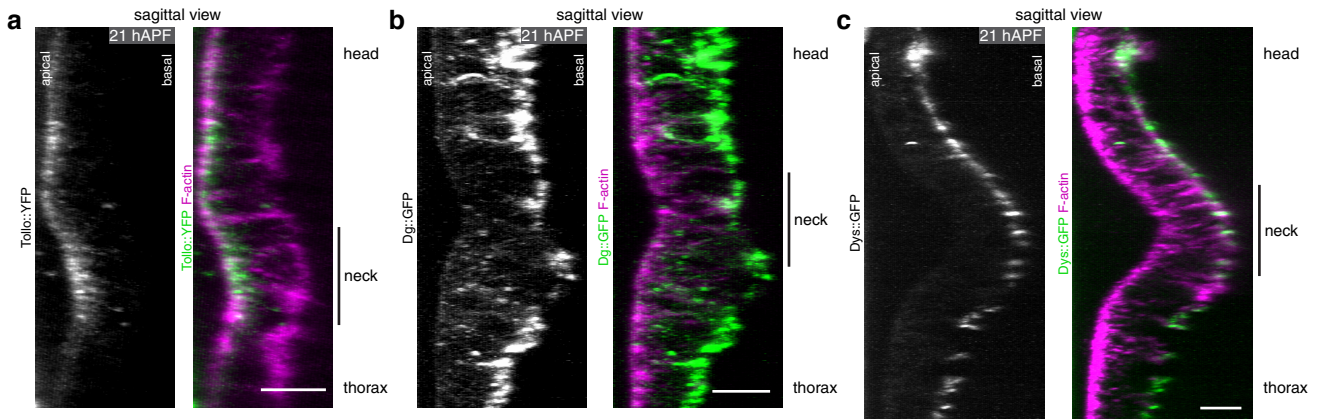 a
sagittal view
21 hAPF
apical
basal
Tollo::YFP
Tollo::YFP F-actin
head
neck
thorax
b
sagittal view
21 hAPF
apical
basal
Dg::GFP
Dg::GFP F-actin
neck
thorax
c
sagittal view
21 hAPF
apical
basal
Dys::GFP
Dys::GFP F-actin
head
neck
thorax